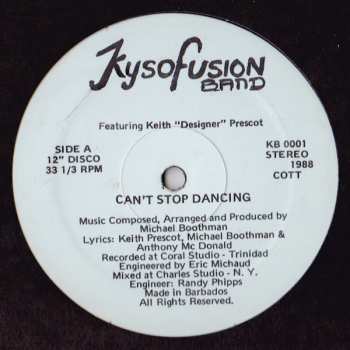 KysoFusion
BAND
Featuring Keith "Designer" Prescot
SIDE A
12" DISCO
33 1/3 RPM
KB 0001
STEREO
1988
COTT
CAN'T STOP DANCING
Music Composed, Arranged and Produced by
Michael Boothman
Lyrics: Keith Prescot, Michael Boothman &
Anthony Mc Donald
Recorded at Coral Studio - Trinidad
Engineered by Eric Michaud
Mixed at Charles Studio - N. Y.
Engineer: Randy Phipps
Made in Barbados
All Rights Reserved.